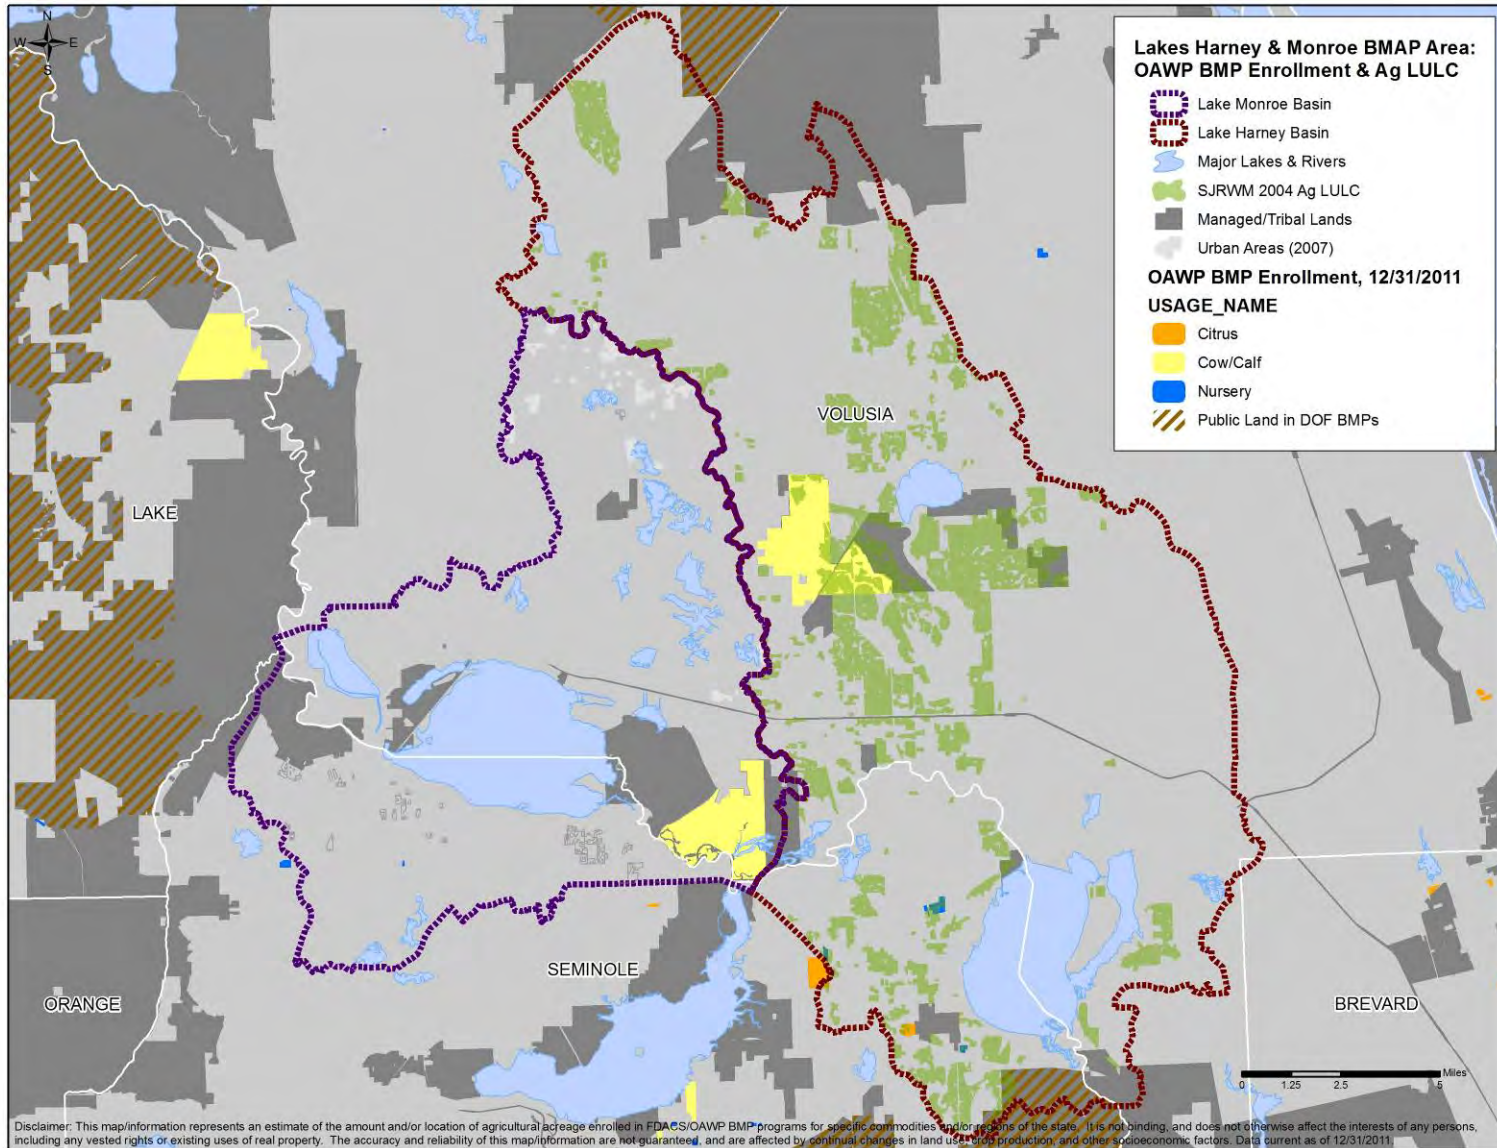 N
W
E
S
Lakes Harney & Monroe BMAP Area:
OAWP BMP Enrollment & Ag LULC
Lake Monroe Basin
Lake Harney Basin
Major Lakes & Rivers
SJRWM 2004 Ag LULC
Managed/Tribal Lands
Urban Areas (2007)
OAWP BMP Enrollment, 12/31/2011
USAGE_NAME
Citrus
Cow/Calf
Nursery
Public Land in DOF BMPs
VOLUSIA
LAKE
SEMINOLE
ORANGE
BREVARD
Miles
0 1.25 2.5 5
Disclaimer: This map/information represents an estimate of the amount and/or location of agricultural acreage enrolled in FDACS/OAWP BMP programs for specific commodities and/or regions of the state. It is not binding, and does not otherwise affect the interests of any persons,
including any vested rights or existing uses of real property. The accuracy and reliability of this map/information are not guaranteed, and are affected by continual changes in land use, production, and other socioeconomic factors. Data current as of 12/31/2011.